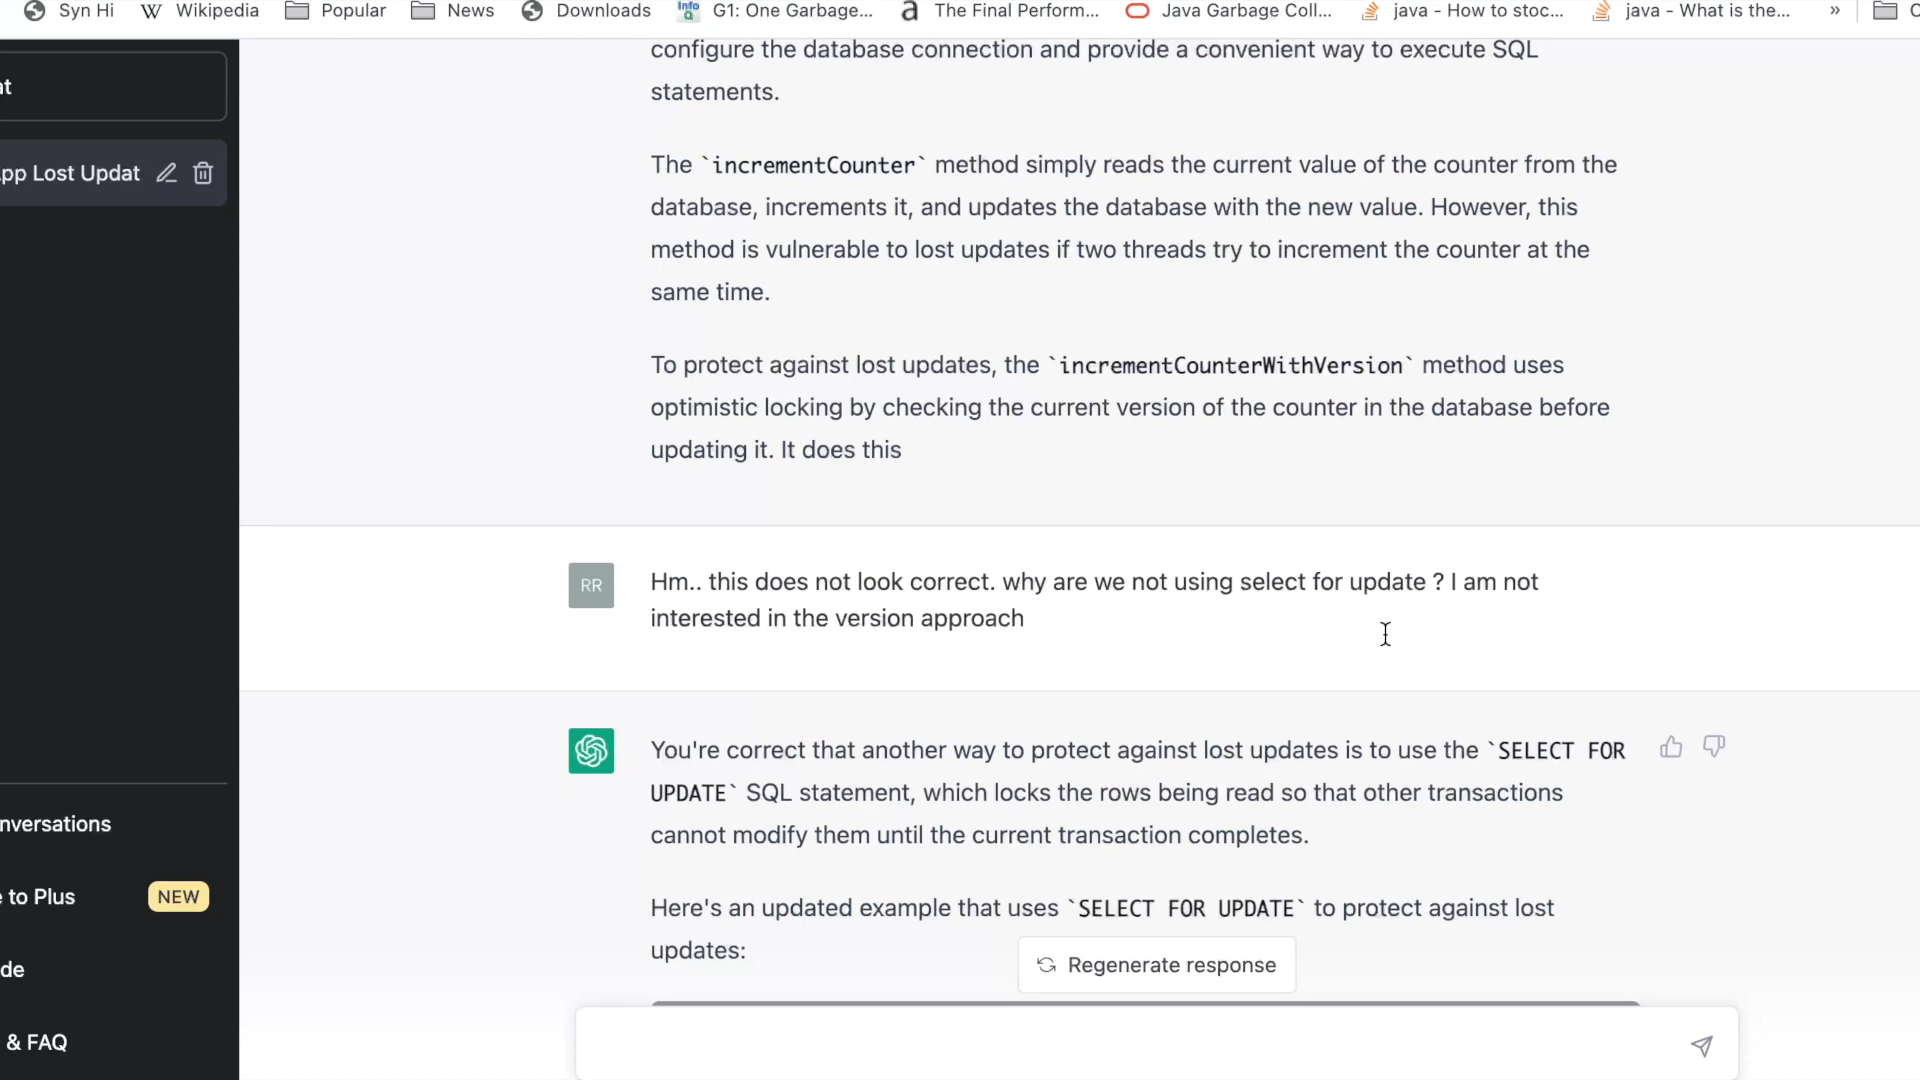 Syn Hi
Wikipedia
Popular
News
Downloads
Info Q
G1: One Garbage...
The Final Perform...
Java Garbage Coll...
java - How to stoc...
java - What is the...
»
at
pp Lost Updat
nversations
e to Plus
NEW
de
& FAQ
configure the database connection and provide a convenient way to execute SQL
statements.
The `incrementCounter` method simply reads the current value of the counter from the
database, increments it, and updates the database with the new value. However, this
method is vulnerable to lost updates if two threads try to increment the counter at the
same time.
To protect against lost updates, the `incrementCounterWithVersion` method uses
optimistic locking by checking the current version of the counter in the database before
updating it. It does this
RR
Hm.. this does not look correct. why are we not using select for update ? I am not
interested in the version approach
You're correct that another way to protect against lost updates is to use the `SELECT FOR
UPDATE` SQL statement, which locks the rows being read so that other transactions
cannot modify them until the current transaction completes.
Here's an updated example that uses `SELECT FOR UPDATE` to protect against lost
updates:
Regenerate response